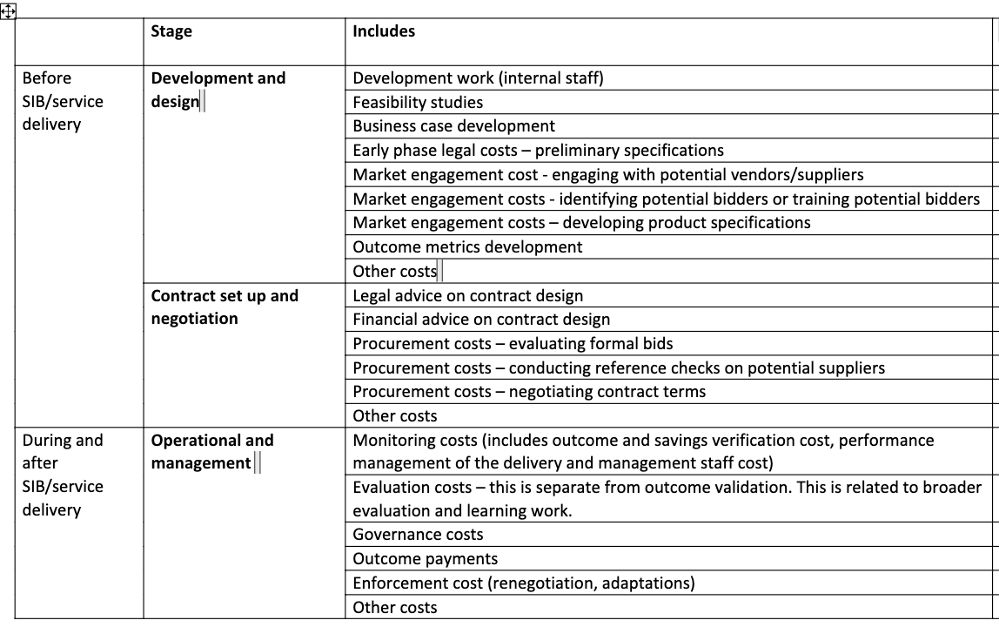 Stage Includes
Before Development and Development work (internal staff)
SIB/service design Feasibility studies
delivery Business case development
Early phase legal costs – preliminary specifications
Market engagement cost - engaging with potential vendors/suppliers
Market engagement costs - identifying potential bidders or training potential bidders
Market engagement costs – developing product specifications
Outcome metrics development
Other costs
Contract set up and Legal advice on contract design
negotiation Financial advice on contract design
Procurement costs – evaluating formal bids
Procurement costs – conducting reference checks on potential suppliers
Procurement costs – negotiating contract terms
Other costs
During and Operational and Monitoring costs (includes outcome and savings verification cost, performance
after management management of the delivery and management staff cost)
SIB/service Evaluation costs – this is separate from outcome validation. This is related to broader
delivery evaluation and learning work.
Governance costs
Outcome payments
Enforcement cost (renegotiation, adaptations)
Other costs